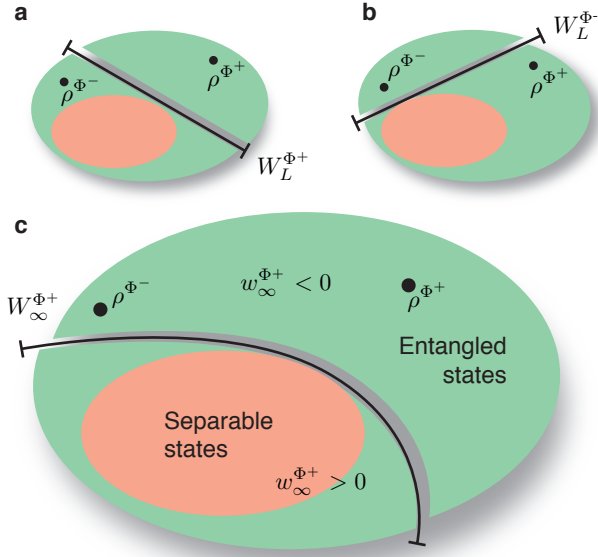 a
ρ^Φ−
ρ^Φ+
W_L^Φ+
b
W_L^Φ-
ρ^Φ−
ρ^Φ+
c
W_∞^Φ+
ρ^Φ−
w_∞^Φ+ < 0
ρ^Φ+
Entangled
states
Separable
states
w_∞^Φ+ > 0